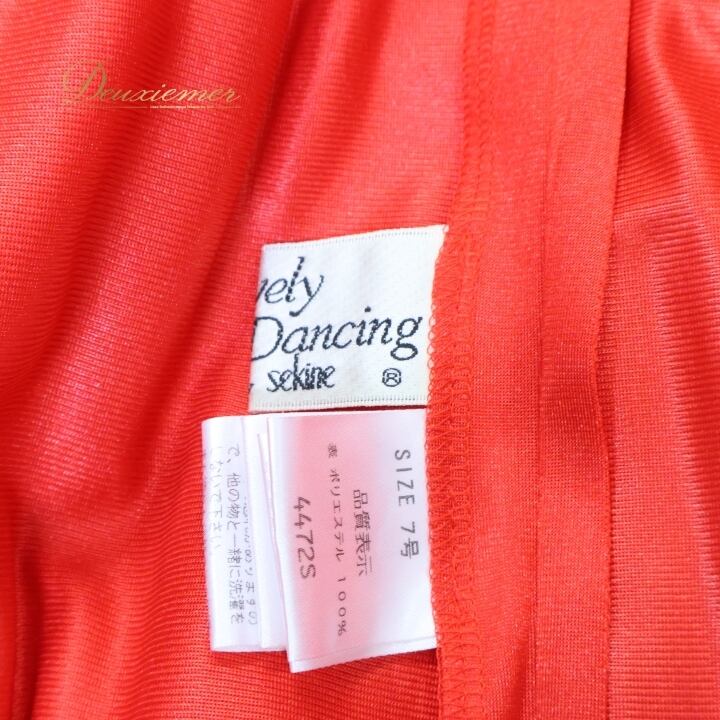 Deuxiemer
vely
Dancing
sekine ®
SIZE 7号
品質表示
表 ポリエステル 100%
4472S
で、他の物と一緒に洗濯を
しないで下さい。